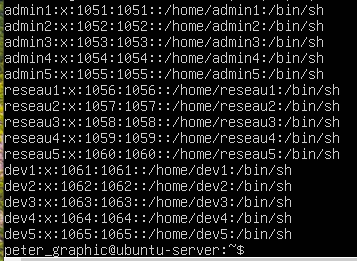 admin1:x:1051:1051::/home/admin1:/bin/sh
admin2:x:1052:1052::/home/admin2:/bin/sh
admin3:x:1053:1053::/home/admin3:/bin/sh
admin4:x:1054:1054::/home/admin4:/bin/sh
admin5:x:1055:1055::/home/admin5:/bin/sh
reseau1:x:1056:1056::/home/reseau1:/bin/sh
reseau2:x:1057:1057::/home/reseau2:/bin/sh
reseau3:x:1058:1058::/home/reseau3:/bin/sh
reseau4:x:1059:1059::/home/reseau4:/bin/sh
reseau5:x:1060:1060::/home/reseau5:/bin/sh
dev1:x:1061:1061::/home/dev1:/bin/sh
dev2:x:1062:1062::/home/dev2:/bin/sh
dev3:x:1063:1063::/home/dev3:/bin/sh
dev4:x:1064:1064::/home/dev4:/bin/sh
dev5:x:1065:1065::/home/dev5:/bin/sh
peter_graphic@ubuntu-server:~$